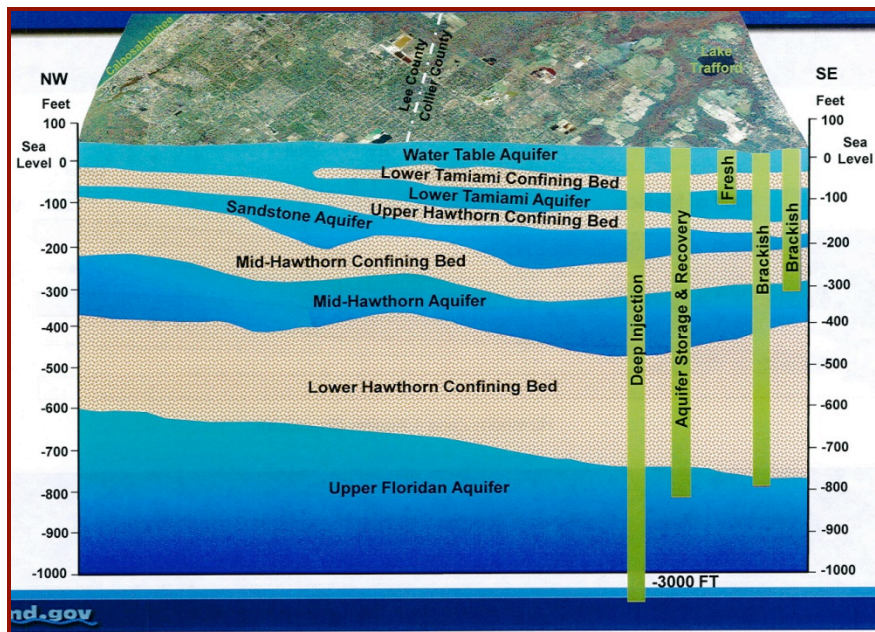 NW
Feet
100
Sea
Level
0
-100
-200
-300
-400
-500
-600
-700
-800
-900
-1000
Caloosahatchee
Lee County
Collier County
Lake
Trafford
SE
Feet
100
Sea
Level
0
-100
-200
-300
-400
-500
-600
-700
-800
-900
-1000
Water Table Aquifer
Lower Tamiami Confining Bed
Lower Tamiami Aquifer
Upper Hawthorn Confining Bed
Sandstone Aquifer
Mid-Hawthorn Confining Bed
Mid-Hawthorn Aquifer
Lower Hawthorn Confining Bed
Upper Floridan Aquifer
Deep Injection
Aquifer Storage & Recovery
Fresh
Brackish
Brackish
-3000 FT
nd.gov